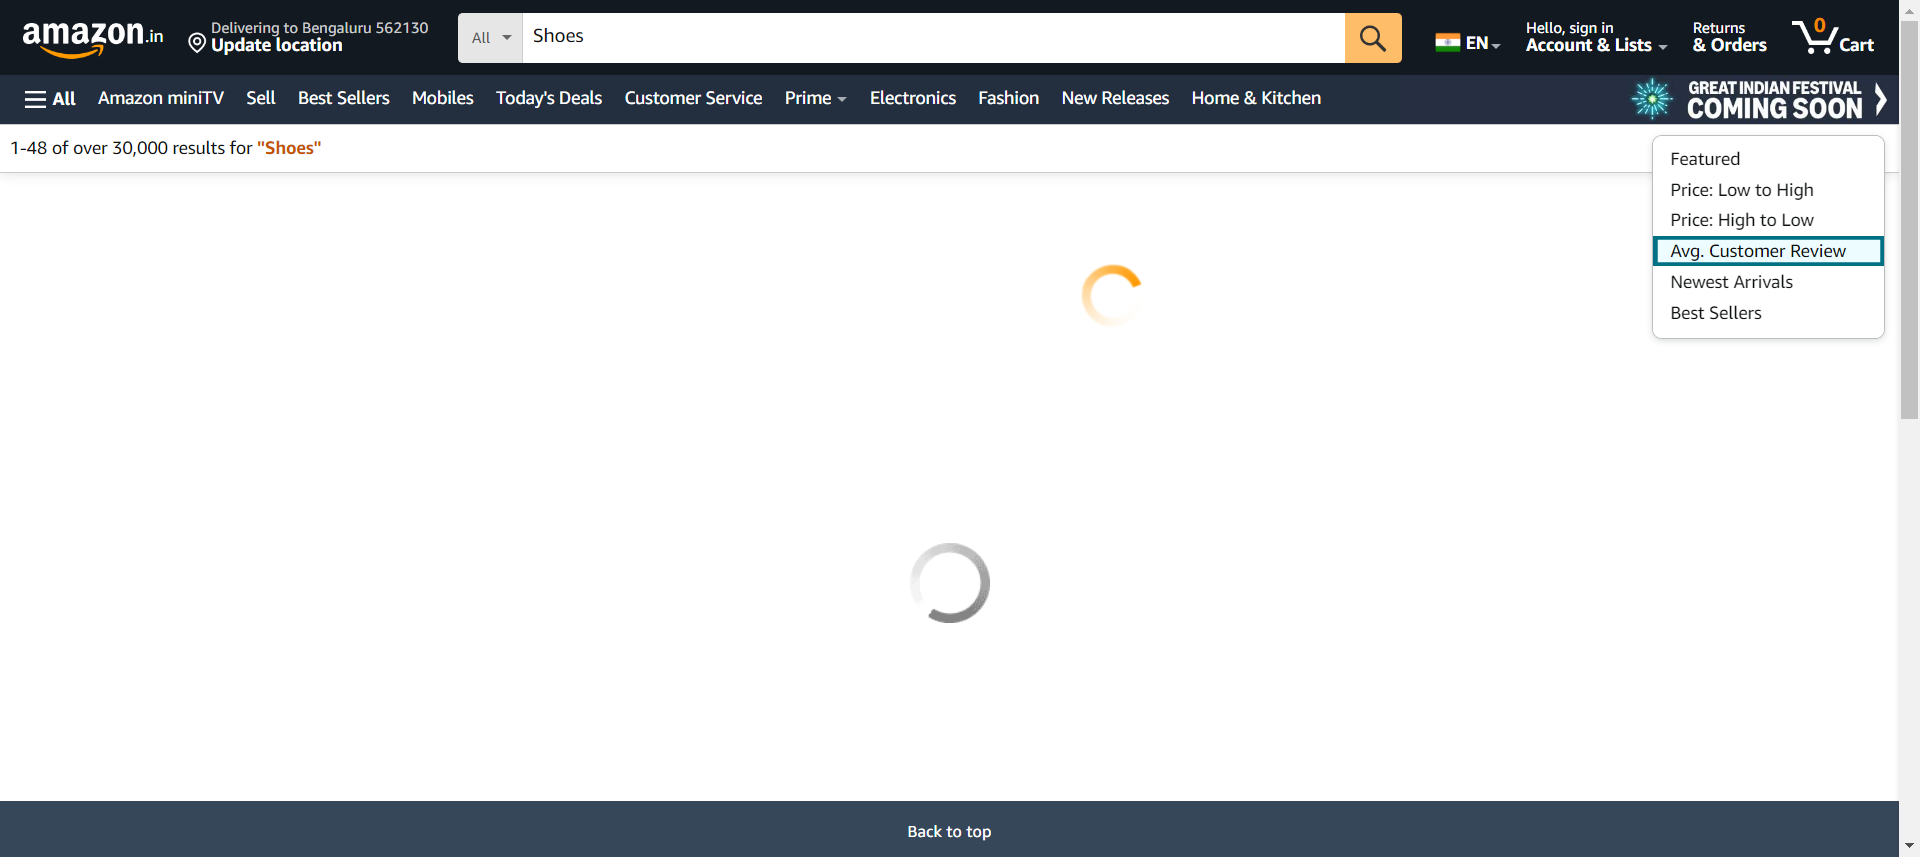 amazon.in
Delivering to Bengaluru 562130
Update location
All
Shoes
EN
Hello, sign in
Account & Lists
Returns
& Orders
0
Cart
All
Amazon miniTV
Sell
Best Sellers
Mobiles
Today's Deals
Customer Service
Prime
Electronics
Fashion
New Releases
Home & Kitchen
GREAT INDIAN FESTIVAL
COMING SOON
1-48 of over 30,000 results for "Shoes"
Featured
Price: Low to High
Price: High to Low
Avg. Customer Review
Newest Arrivals
Best Sellers
Back to top